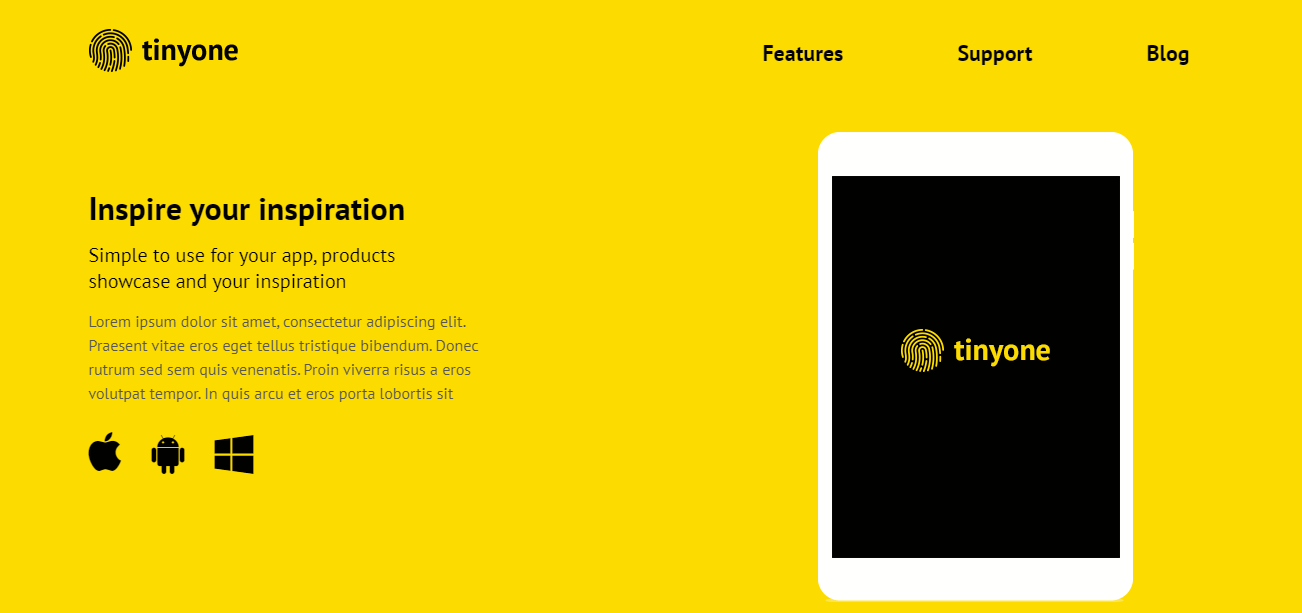 tinyone
Features Support Blog
Inspire your inspiration
Simple to use for your app, products
showcase and your inspiration
Lorem ipsum dolor sit amet, consectetur adipiscing elit.
Praesent vitae eros eget tellus tristique bibendum. Donec
rutrum sed sem quis venenatis. Proin viverra risus a eros
volutpat tempor. In quis arcu et eros porta lobortis sit
tinyone